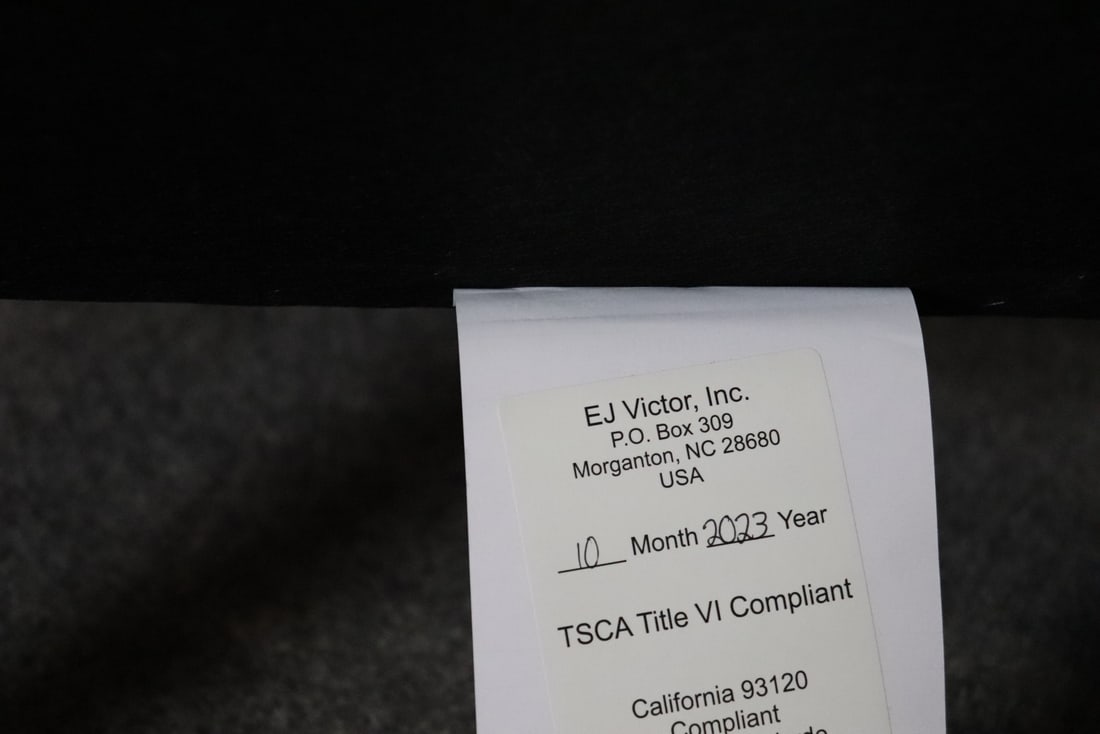 EJ Victor, Inc.
P.O. Box 309
Morganton, NC 28680
USA
10 Month 2023 Year
TSCA Title VI Compliant
California 93120
Compliant